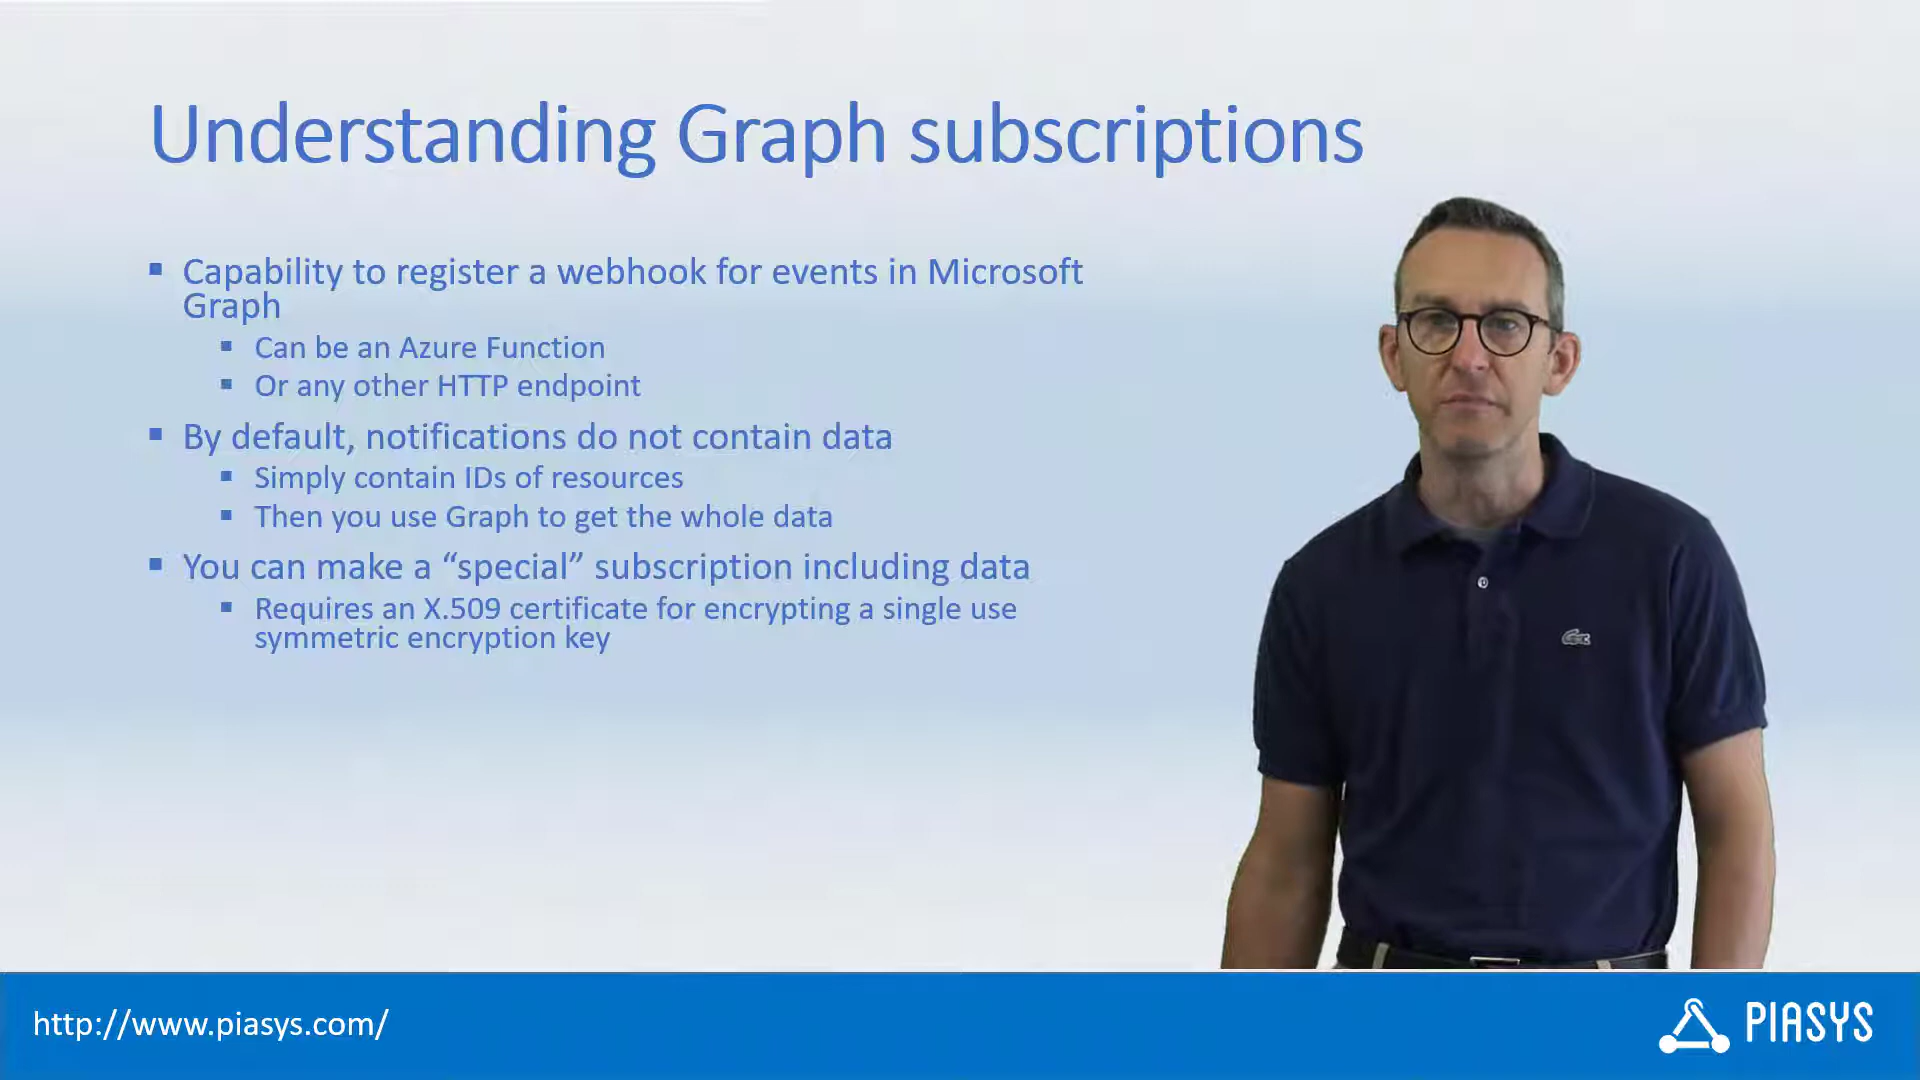 Understanding Graph subscriptions
Capability to register a webhook for events in Microsoft
Graph
Can be an Azure Function
Or any other HTTP endpoint
By default, notifications do not contain data
Simply contain IDs of resources
Then you use Graph to get the whole data
You can make a “special” subscription including data
Requires an X.509 certificate for encrypting a single use
symmetric encryption key
http://www.piasys.com/
PIASYS